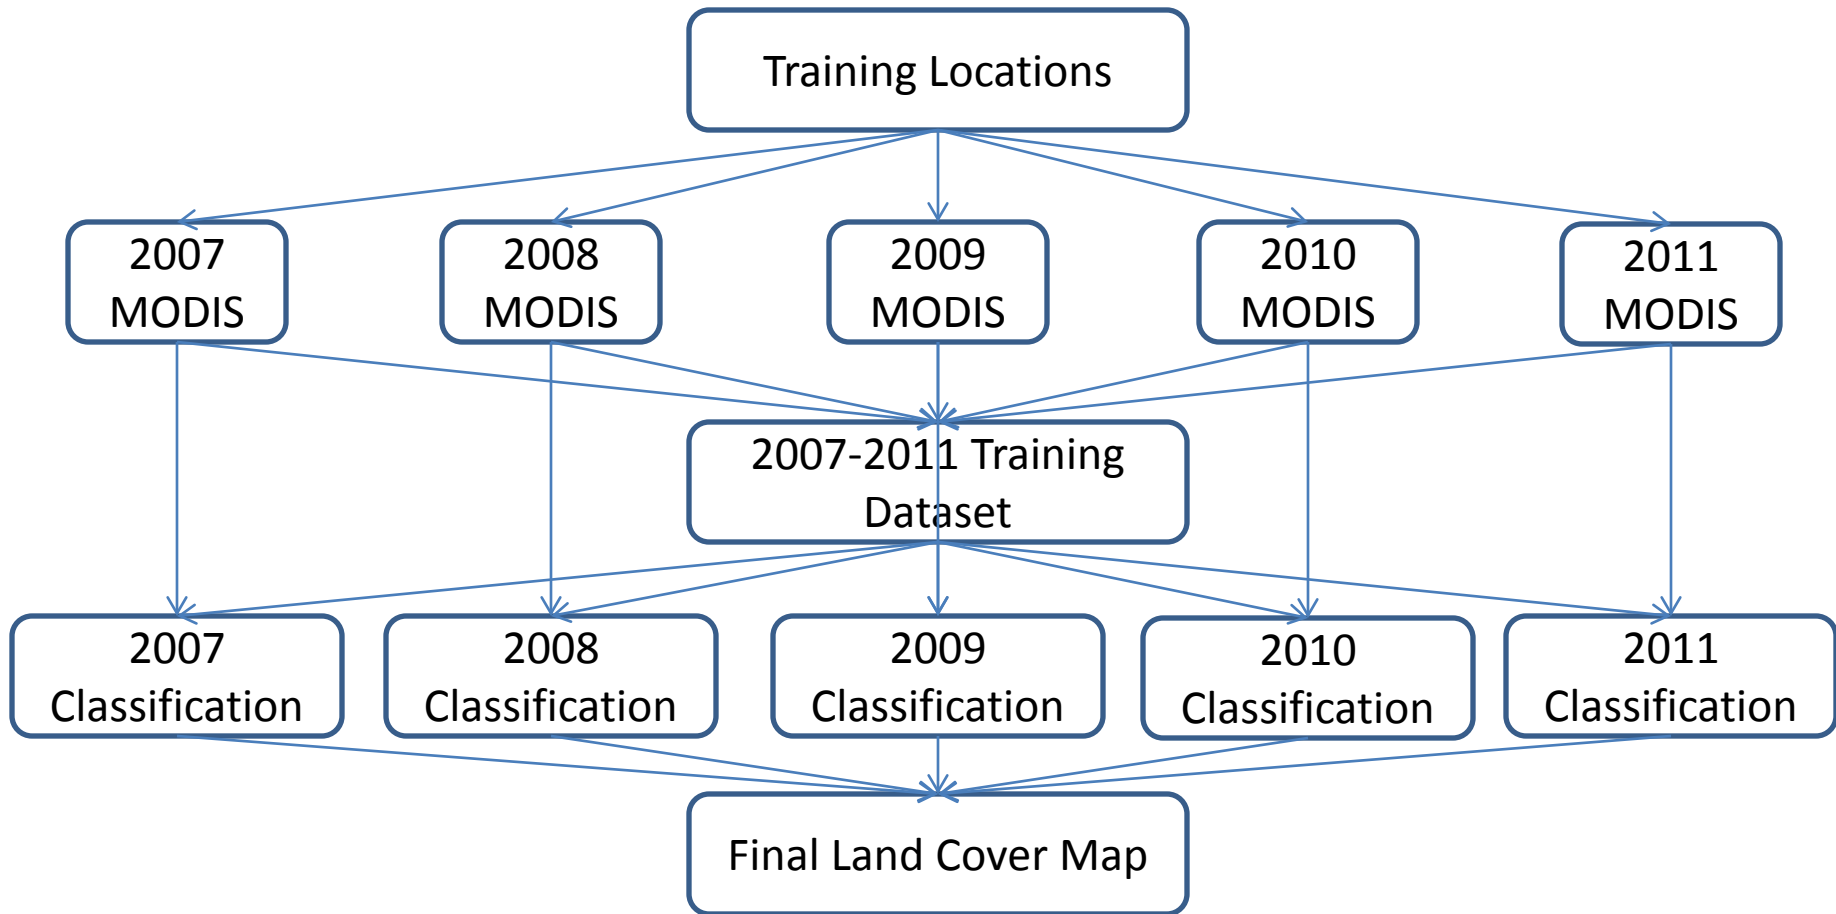 Training Locations
2007
MODIS
2008
MODIS
2009
MODIS
2010
MODIS
2011
MODIS
2007-2011 Training
Dataset
2007
Classification
2008
Classification
2009
Classification
2010
Classification
2011
Classification
Final Land Cover Map